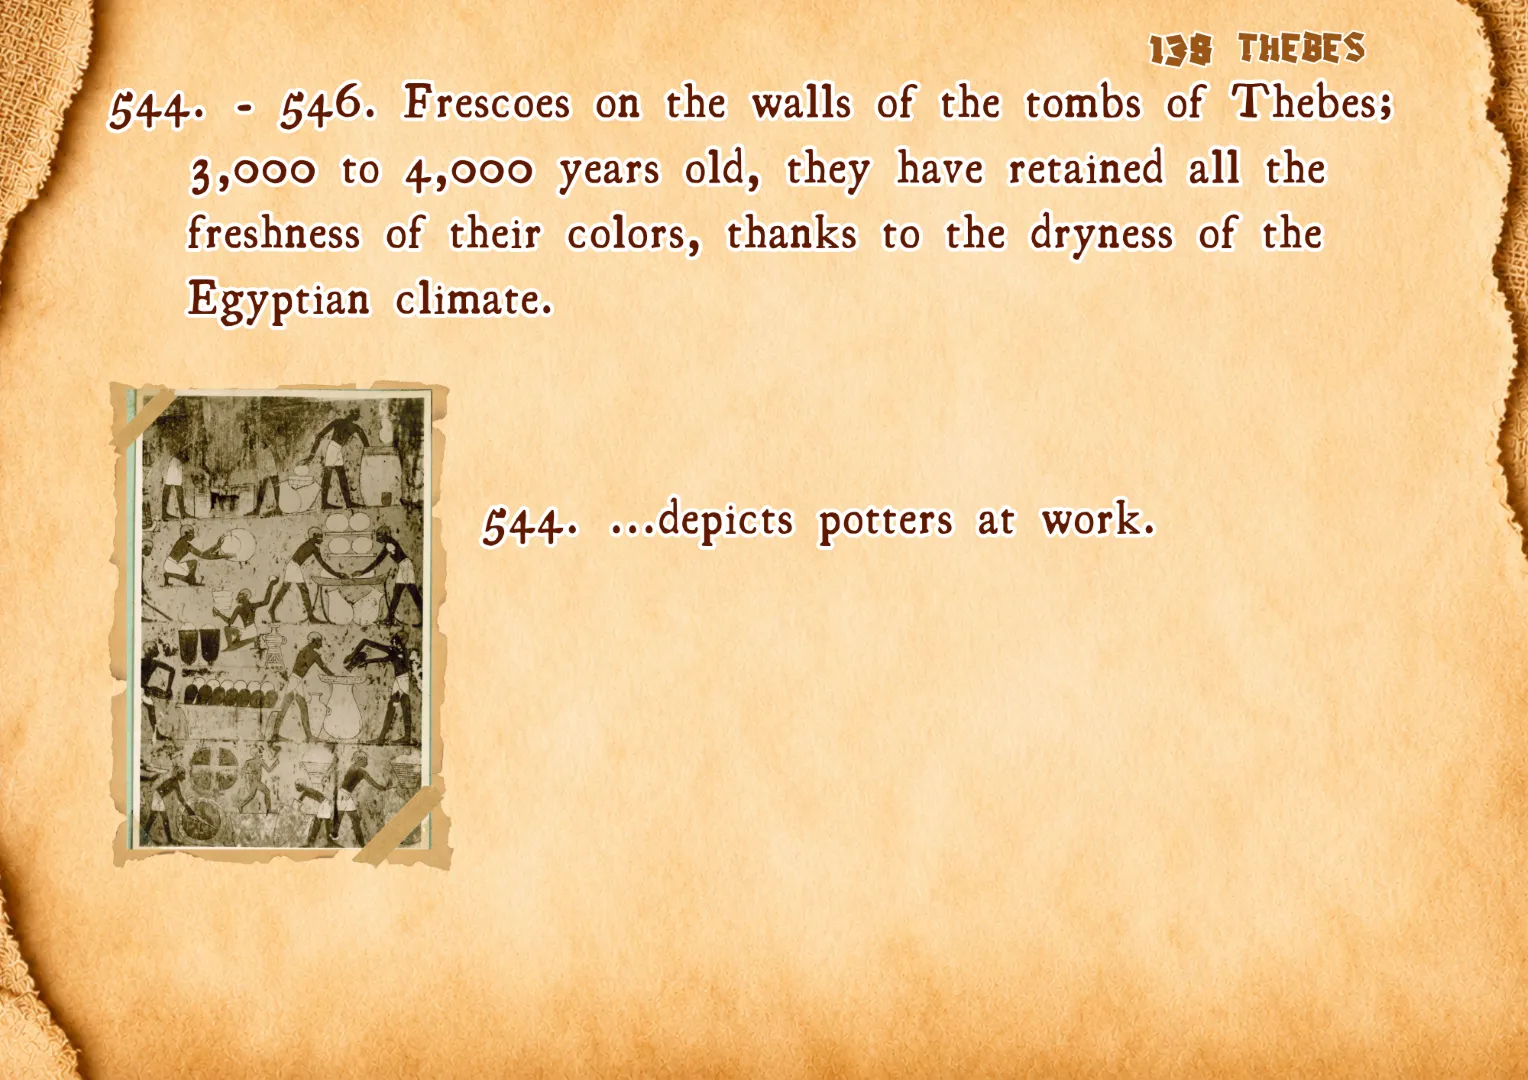 138 THEBES
544. - 546. Frescoes on the walls of the tombs of Thebes;
3,000 to 4,000 years old, they have retained all the
freshness of their colors, thanks to the dryness of the
Egyptian climate.
544. ...depicts potters at work.